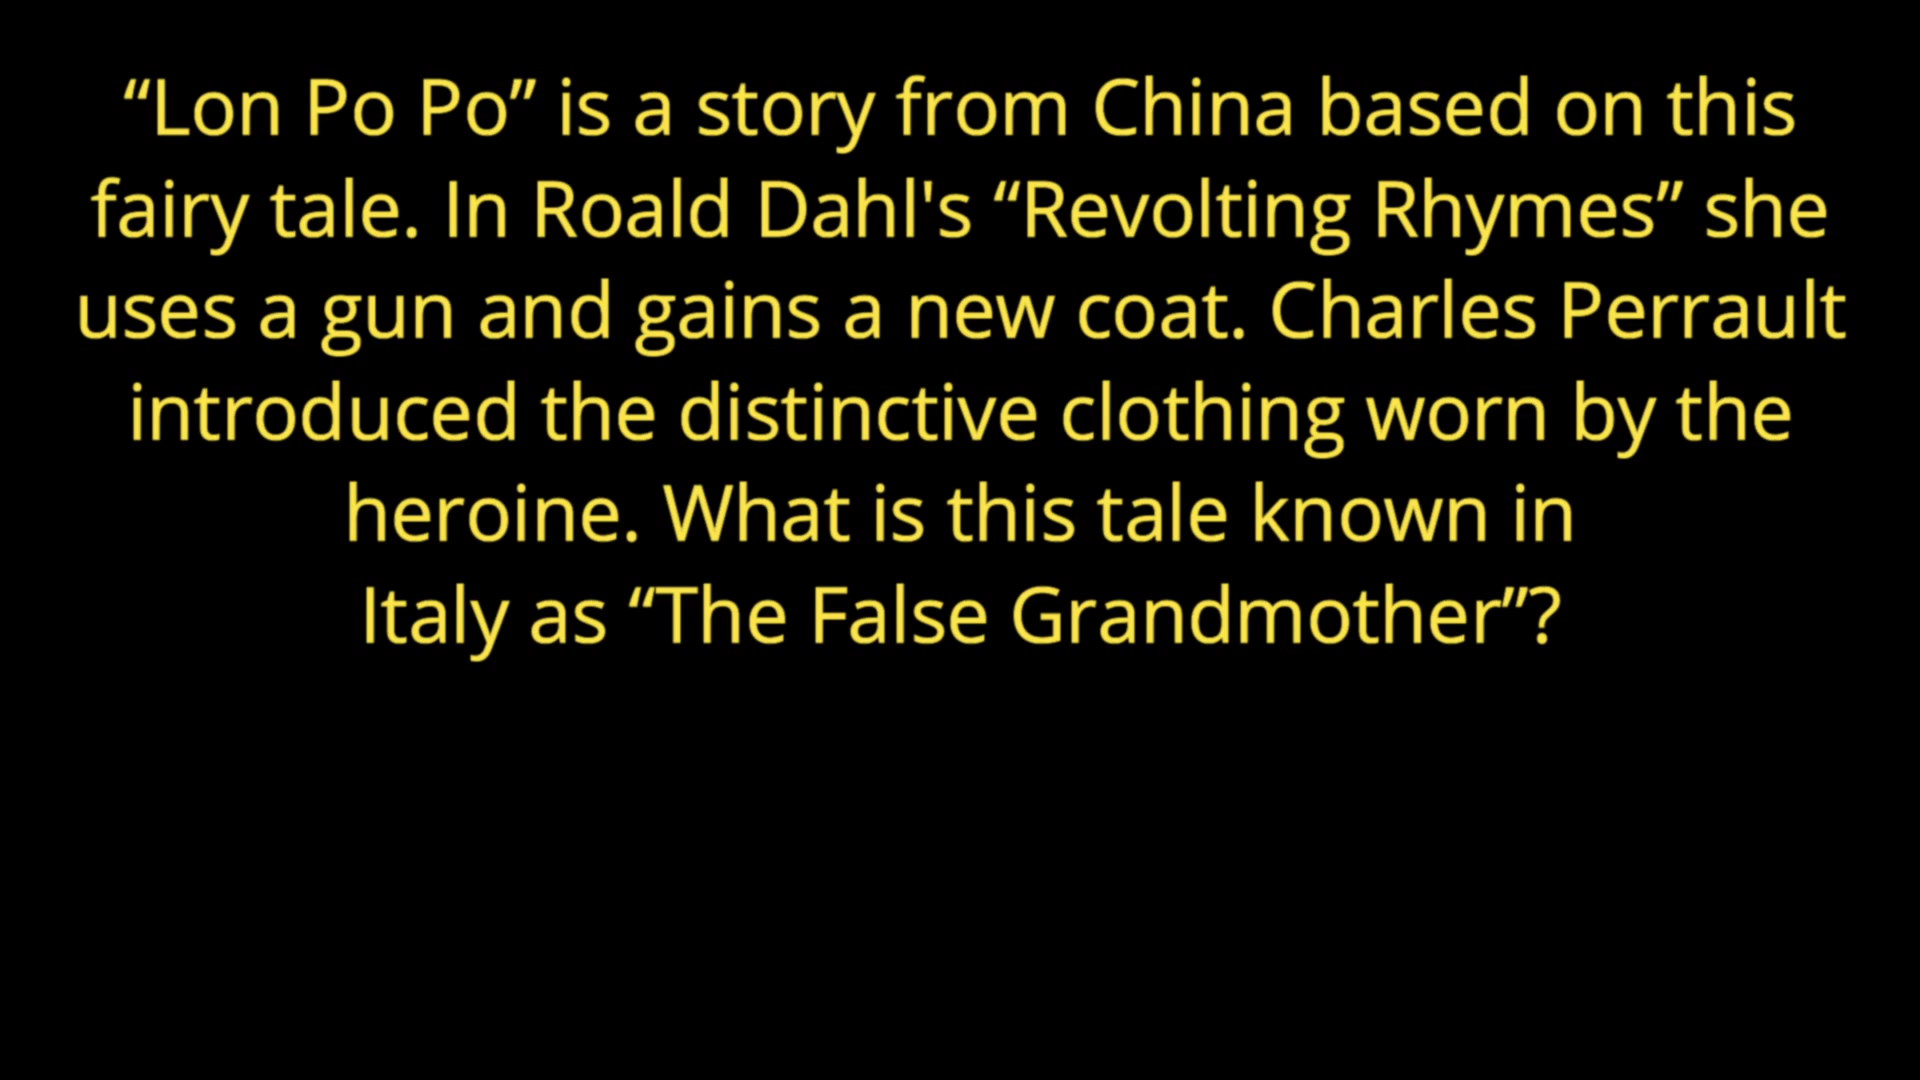 “Lon Po Po” is a story from China based on this
fairy tale. In Roald Dahl's “Revolting Rhymes” she
uses a gun and gains a new coat. Charles Perrault
introduced the distinctive clothing worn by the
heroine. What is this tale known in
Italy as “The False Grandmother”?